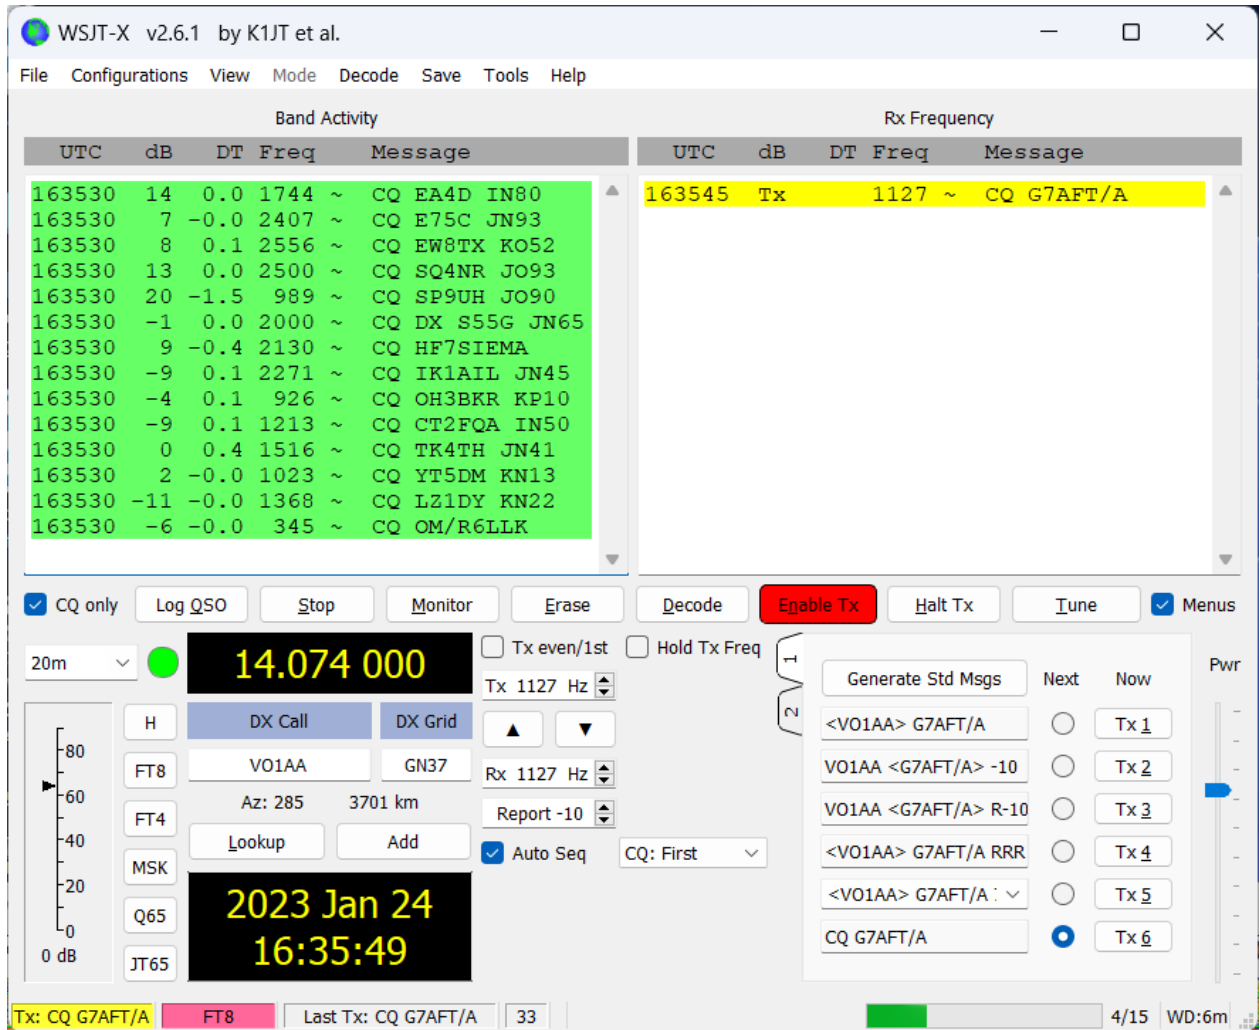 WSJT-X v2.6.1 by K1JT et al.
File Configurations View Mode Decode Save Tools Help
Band Activity
UTC dB DT Freq Message
163530 14 0.0 1744 ~ CQ EA4D IN80
163530 7 -0.0 2407 ~ CQ E75C JN93
163530 8 0.1 2556 ~ CQ EW8TX KO52
163530 13 0.0 2500 ~ CQ SQ4NR JO93
163530 20 -1.5 989 ~ CQ SP9UH JO90
163530 -1 0.0 2000 ~ CQ DX S55G JN65
163530 9 -0.4 2130 ~ CQ HF7SIEMA
163530 -9 0.1 2271 ~ CQ IK1AIL JN45
163530 -4 0.1 926 ~ CQ OH3BKR KP10
163530 -9 0.1 1213 ~ CQ CT2FQA IN50
163530 0 0.4 1516 ~ CQ TK4TH JN41
163530 2 -0.0 1023 ~ CQ YT5DM KN13
163530 -11 -0.0 1368 ~ CQ LZ1DY KN22
163530 -6 -0.0 345 ~ CQ OM/R6LLK
Rx Frequency
UTC dB DT Freq Message
163545 Tx 1127 ~ CQ G7AFT/A
CQ only Log QSO Stop Monitor Erase Decode Enable Tx Halt Tx Tune Menus
20m
14.074 000
80
60
40
20
0
0 dB
H
FT8
FT4
MSK
Q65
JT65
DX Call DX Grid
VO1AA GN37
Az: 285 3701 km
Lookup Add
2023 Jan 24
16:35:49
Tx even/1st Hold Tx Freq
Tx 1127 Hz
▲ ▼
Rx 1127 Hz
Report -10
Auto Seq CQ: First
1
2
Generate Std Msgs Next Now
<VO1AA> G7AFT/A Tx 1
VO1AA <G7AFT/A> -10 Tx 2
VO1AA <G7AFT/A> R-10 Tx 3
<VO1AA> G7AFT/A RRR Tx 4
<VO1AA> G7AFT/A Tx 5
CQ G7AFT/A Tx 6
Pwr
Tx: CQ G7AFT/A FT8 Last Tx: CQ G7AFT/A 33 4/15 WD:6m